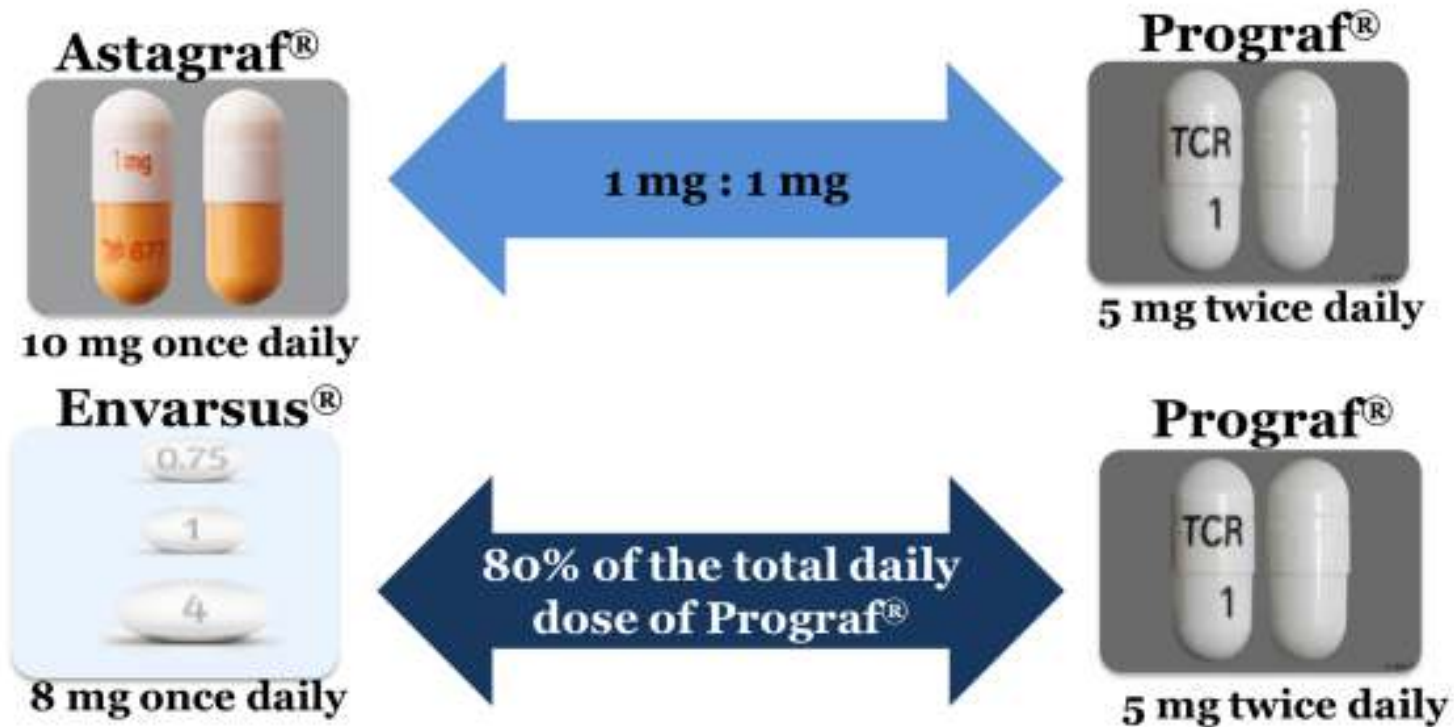 Astagraf®
Prograf®
1 mg
677
1 mg : 1 mg
TCR
1
10 mg once daily
5 mg twice daily
Envarsus®
Prograf®
0.75
1
4
80% of the total daily
dose of Prograf®
TCR
1
8 mg once daily
5 mg twice daily